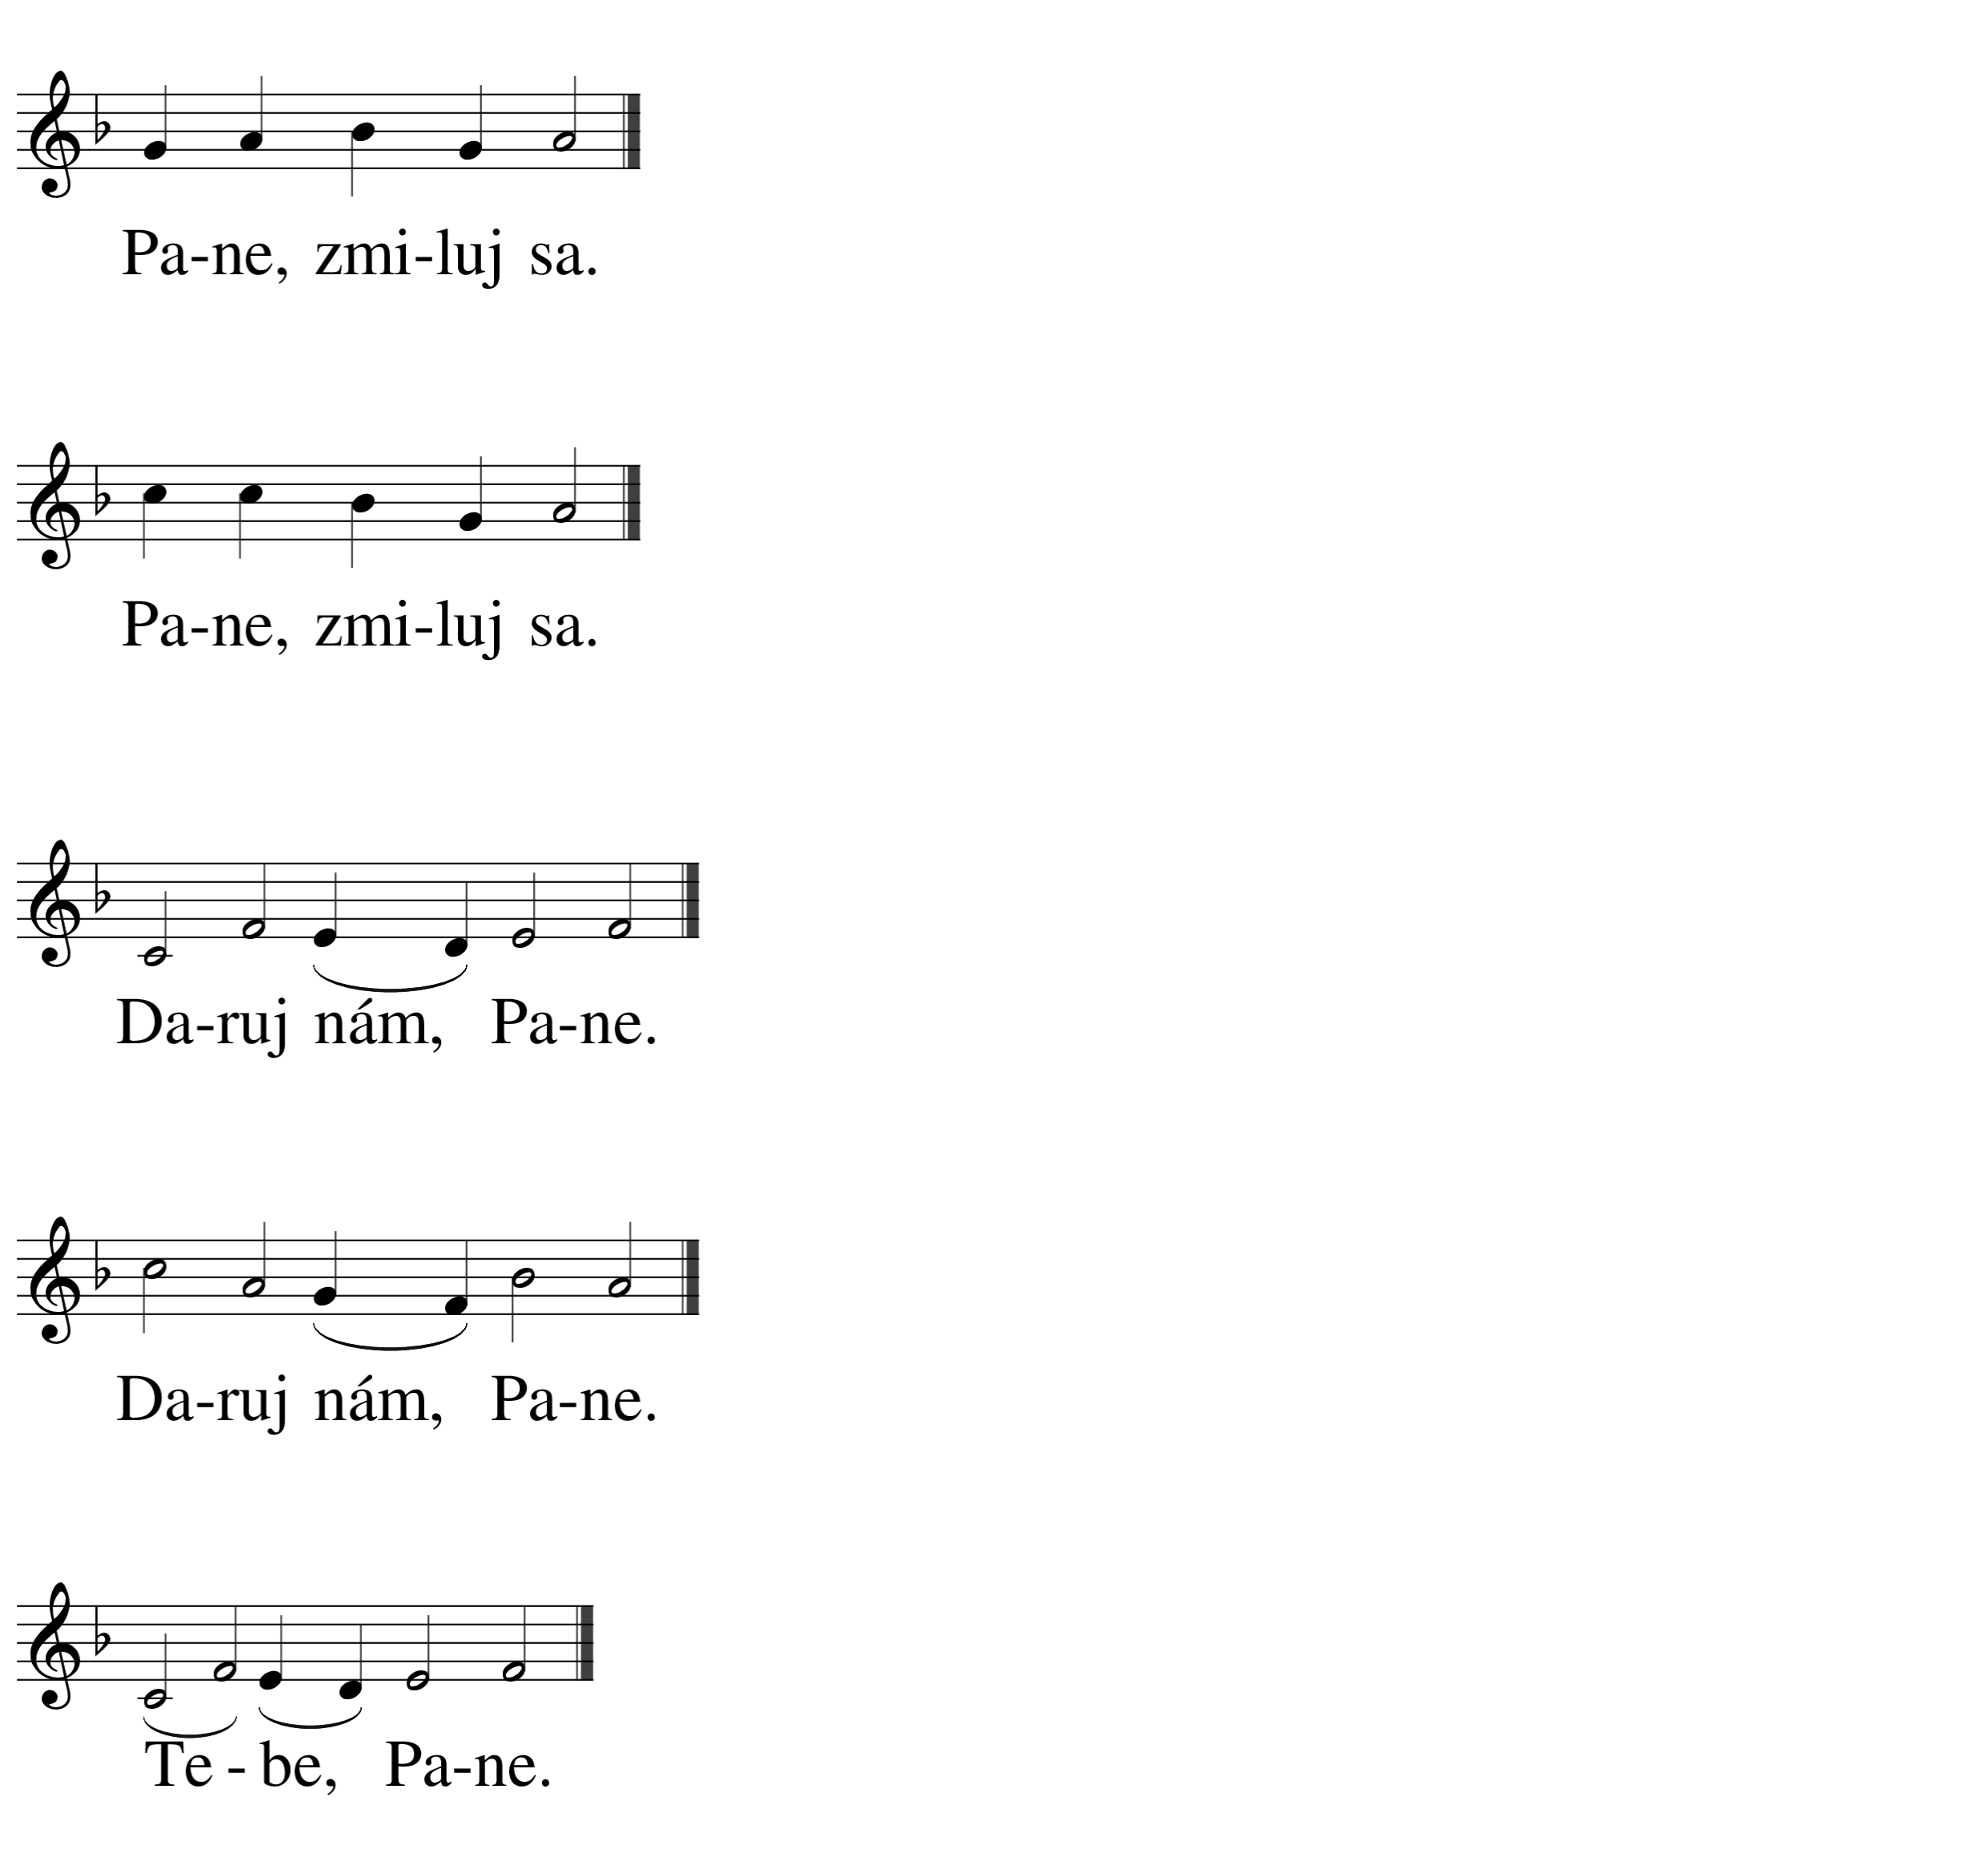 Pa-ne, zmi-luj sa.
Pa-ne, zmi-luj sa.
Da-ruj nám, Pa-ne.
Da-ruj nám, Pa-ne.
Te - be, Pa-ne.